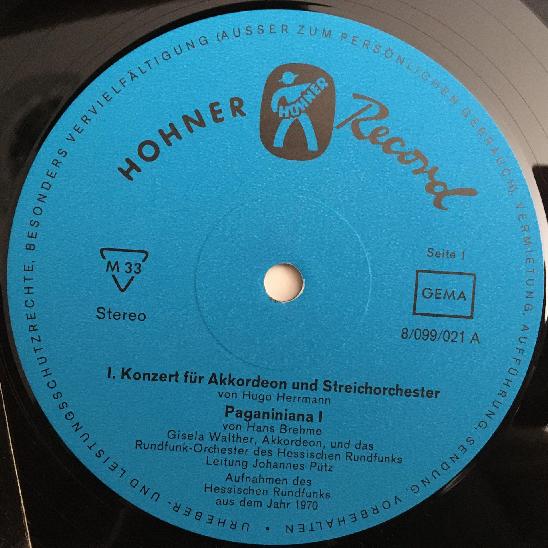 URHEBER- UND LEISTUNGSSCHUTZRECHTE, BESONDERS VERVIELFÄLTIGUNG (AUSSER ZUM PERSÖNLICHEN GEBRAUCH), VERMIETUNG, AUFFÜHRUNG, SENDUNG, VORBEHALTEN •
HOHNER
HOHNER
Record
M 33
Stereo
Seite 1
GEMA
8/099/021 A
I. Konzert für Akkordeon und Streichorchester
von Hugo Herrmann
Paganiniana I
von Hans Brehme
Gisela Walther, Akkordeon, und das
Rundfunk-Orchester des Hessischen Rundfunks
Leitung Johannes Pütz
Aufnahmen des
Hessischen Rundfunks
aus dem Jahr 1970